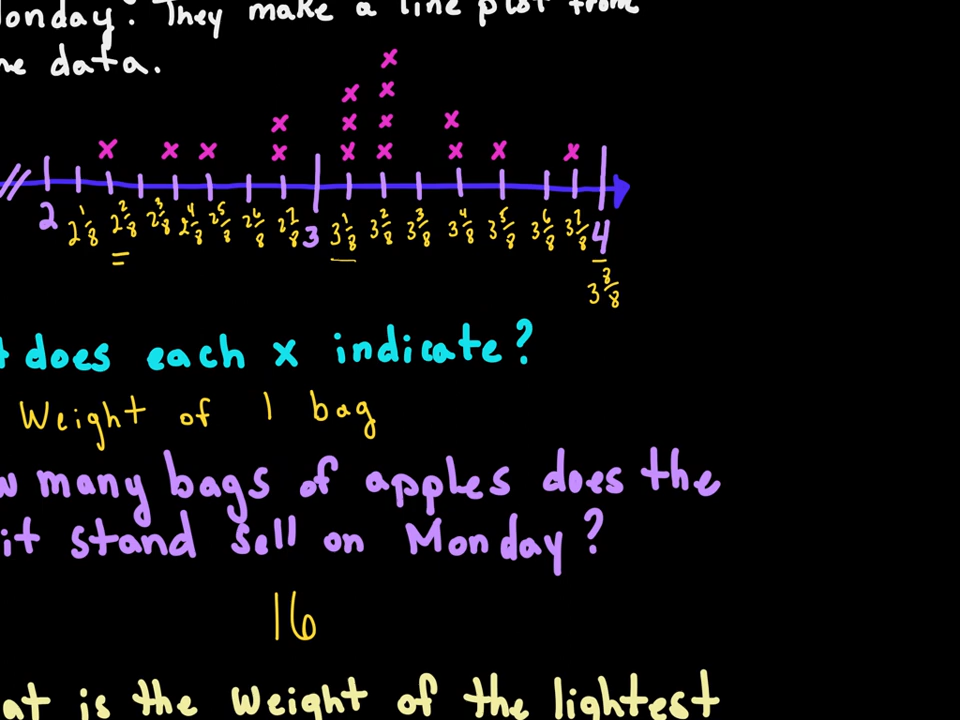 onday? They make a line plot from
he data.
x
x x
x x x x
x x x x x x x x x
2 2 1/8 2 2/8 2 3/8 2 4/8 2 5/8 2 6/8 2 7/8 3 3 1/8 3 2/8 3 3/8 3 4/8 3 5/8 3 6/8 3 7/8 4
3 8/8
t does each x indicate?
Weight of 1 bag
w many bags of apples does the
it stand sell on Monday?
16
at is the weight of the lightest